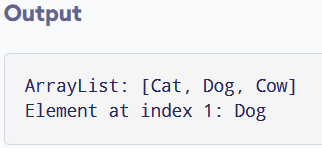 Output
ArrayList: [Cat, Dog, Cow]
Element at index 1: Dog